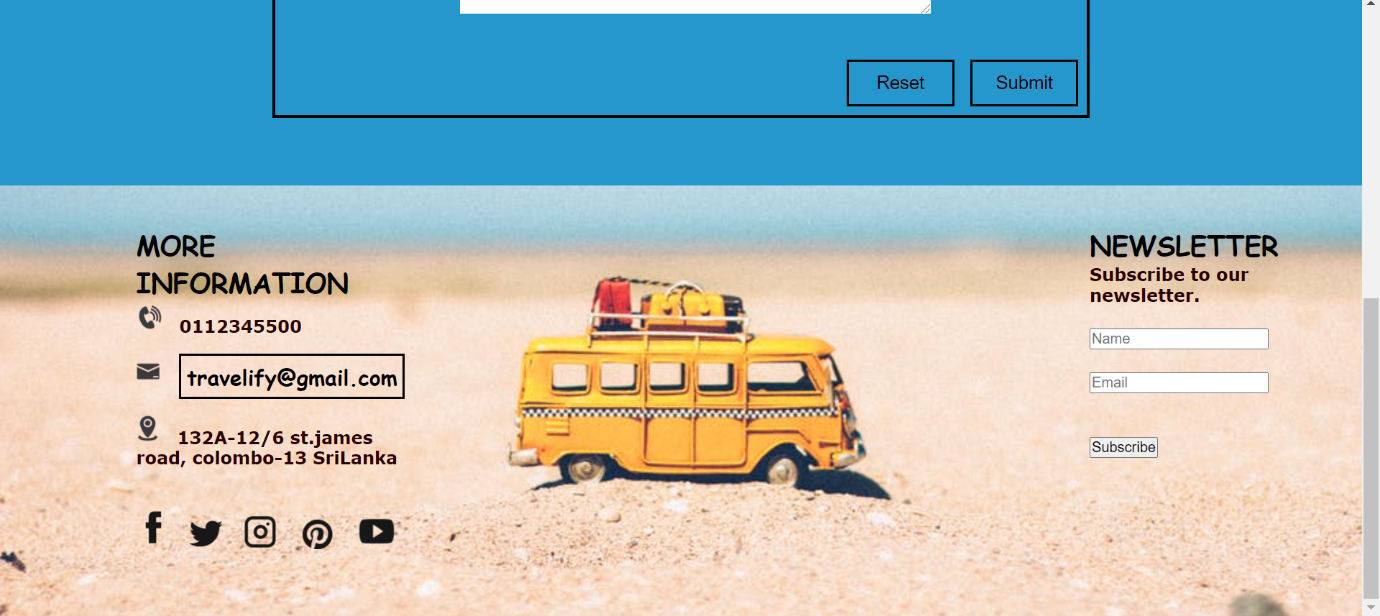 Reset
Submit
MORE
INFORMATION
0112345500
travelify@gmail.com
132A-12/6 st.james
road, colombo-13 SriLanka
NEWSLETTER
Subscribe to our
newsletter.
Name
Email
Subscribe